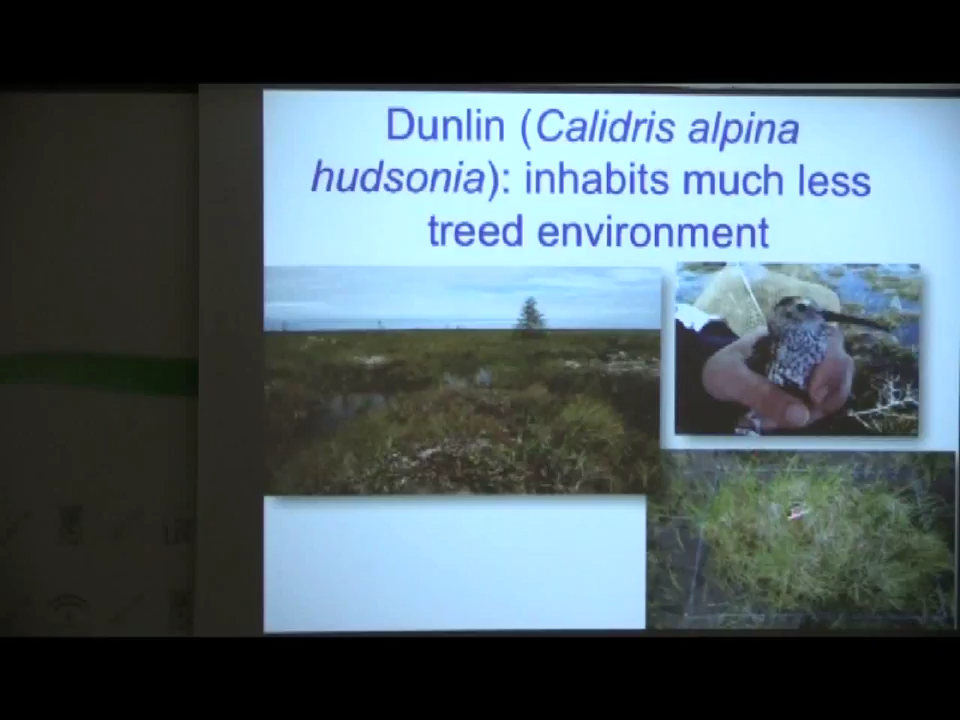 Dunlin (Calidris alpina
hudsonia): inhabits much less
treed environment